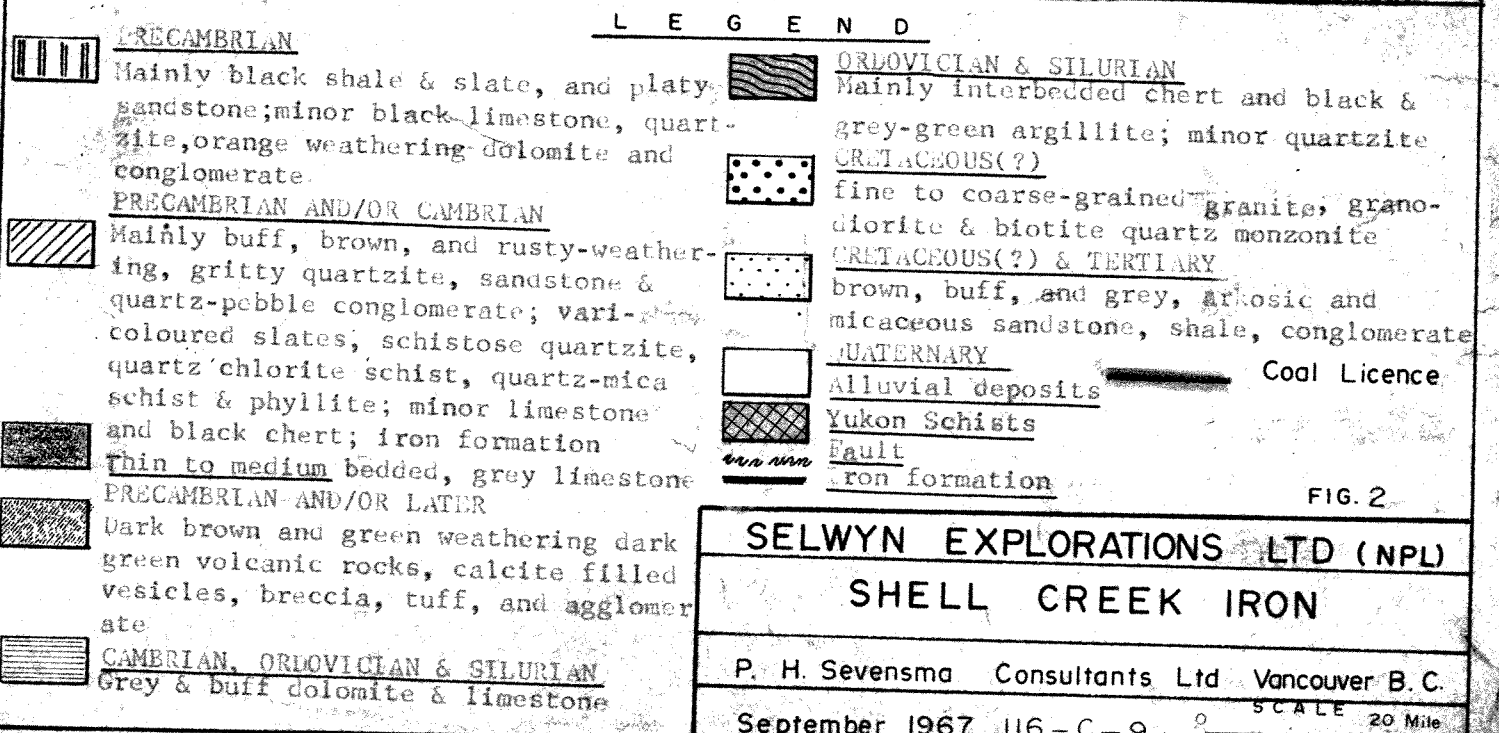 L E G E N D
PRECAMBRIAN
Mainly black shale & slate, and platy
sandstone;minor black limestone, quart-
zite,orange weathering dolomite and
conglomerate
PRECAMBRIAN AND/OR CAMBRIAN
Mainly buff, brown, and rusty-weather-
ing, gritty quartzite, sandstone &
quartz-pebble conglomerate; vari-
coloured slates, schistose quartzite,
quartz chlorite schist, quartz-mica
schist & phyllite; minor limestone
and black chert; iron formation
Thin to medium bedded, grey limestone
PRECAMBRIAN AND/OR LATER
Dark brown and green weathering dark
green volcanic rocks, calcite filled
vesicles, breccia, tuff, and agglomer
ate
CAMBRIAN, ORDOVICIAN & SILURIAN
Grey & buff dolomite & limestone
ORDOVICIAN & SILURIAN
Mainly interbedded chert and black &
grey-green argillite; minor quartzite
CRETACEOUS(?)
fine to coarse-grained granite, grano-
diorite & biotite quartz monzonite
CRETACEOUS(?) & TERTIARY
brown, buff, and grey, arkosic and
micaceous sandstone, shale, conglomerate
QUATERNARY
Alluvial deposits
Coal Licence
Yukon Schists
Fault
Iron formation
FIG. 2
SELWYN EXPLORATIONS LTD (NPL)
SHELL CREEK IRON
P. H. Sevensma Consultants Ltd Vancouver B. C.
September 1967 116-C-9
SCALE
0 20 Mile